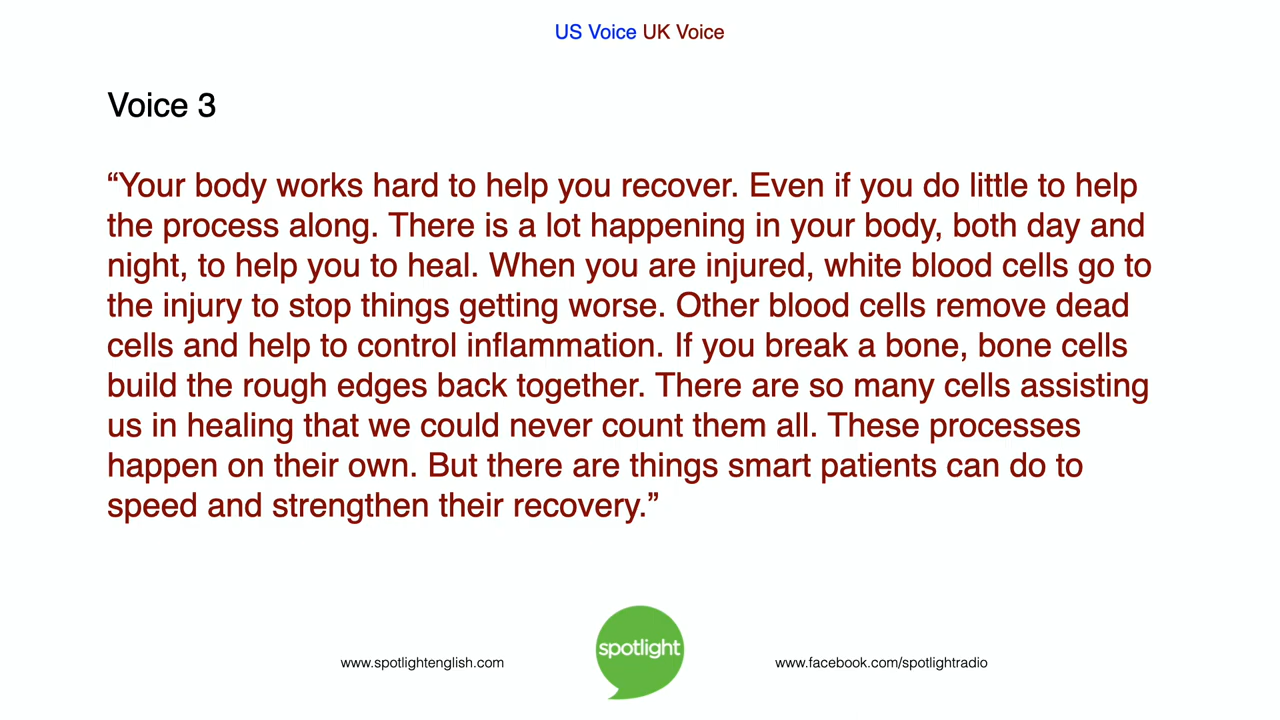 US Voice UK Voice
Voice 3
“Your body works hard to help you recover. Even if you do little to help
the process along. There is a lot happening in your body, both day and
night, to help you to heal. When you are injured, white blood cells go to
the injury to stop things getting worse. Other blood cells remove dead
cells and help to control inflammation. If you break a bone, bone cells
build the rough edges back together. There are so many cells assisting
us in healing that we could never count them all. These processes
happen on their own. But there are things smart patients can do to
speed and strengthen their recovery.”
spotlight
www.spotlightenglish.com
www.facebook.com/spotlightradio